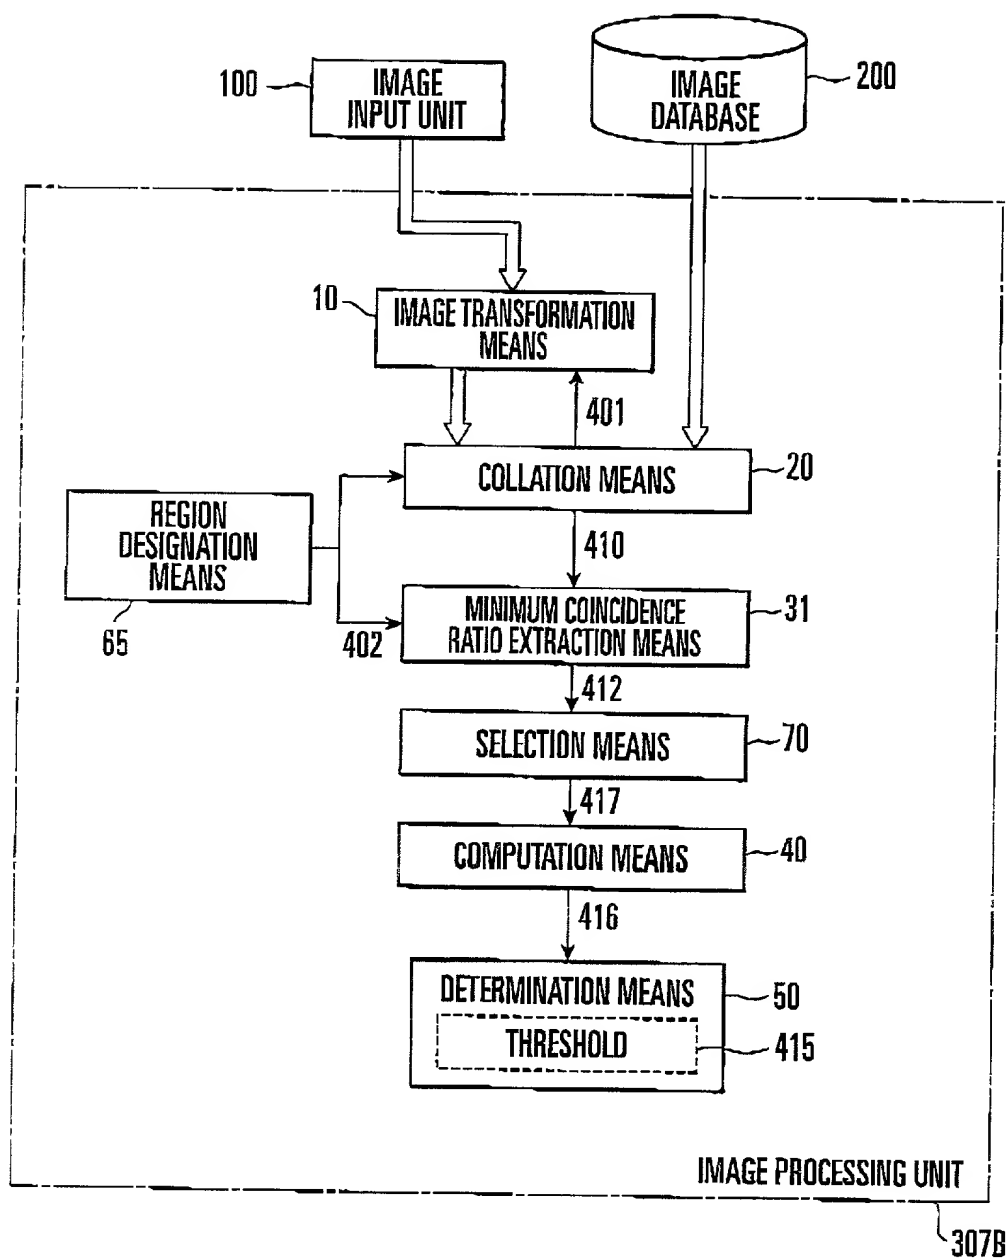 100
IMAGE
INPUT UNIT
IMAGE
DATABASE
200
10
IMAGE TRANSFORMATION
MEANS
401
COLLATION MEANS
20
REGION
DESIGNATION
MEANS
65
410
402
MINIMUM COINCIDENCE
RATIO EXTRACTION MEANS
31
412
SELECTION MEANS
70
417
COMPUTATION MEANS
40
416
DETERMINATION MEANS
50
THRESHOLD
415
IMAGE PROCESSING UNIT
307B